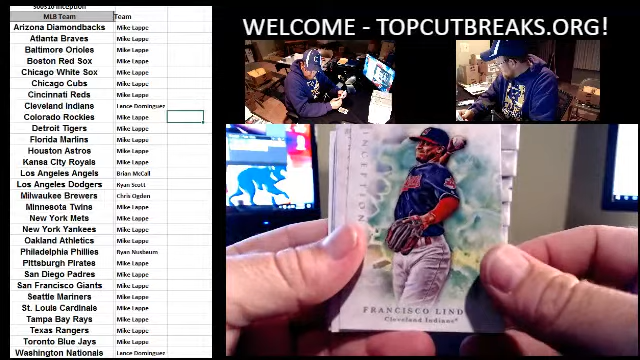 MLB Team Team
Arizona Diamondbacks Mike Lappe
Atlanta Braves Mike Lappe
Baltimore Orioles Mike Lappe
Boston Red Sox Mike Lappe
Chicago White Sox Mike Lappe
Chicago Cubs Mike Lappe
Cincinnati Reds Mike Lappe
Cleveland Indians Lance Dominguez
Colorado Rockies Mike Lappe
Detroit Tigers Mike Lappe
Florida Marlins Mike Lappe
Houston Astros Mike Lappe
Kansa City Royals Mike Lappe
Los Angeles Angels Brian McCall
Los Angeles Dodgers Ryan Scott
Milwaukee Brewers Chris Ogden
Minnesota Twins Mike Lappe
New York Mets Mike Lappe
New York Yankees Mike Lappe
Oakland Athletics Mike Lappe
Philadelphia Phillies Ryan Nusbeum
Pittsburgh Pirates Mike Lappe
San Diego Padres Mike Lappe
San Francisco Giants Mike Lappe
Seattle Mariners Mike Lappe
St. Louis Cardinals Mike Lappe
Tampa Bay Rays Mike Lappe
Texas Rangers Mike Lappe
Toronto Blue Jays Mike Lappe
Washington Nationals Lance Dominguez
WELCOME - TOPCUTBREAKS.ORG!
INCEPTION
FRANCISCO LIND
Cleveland Indians